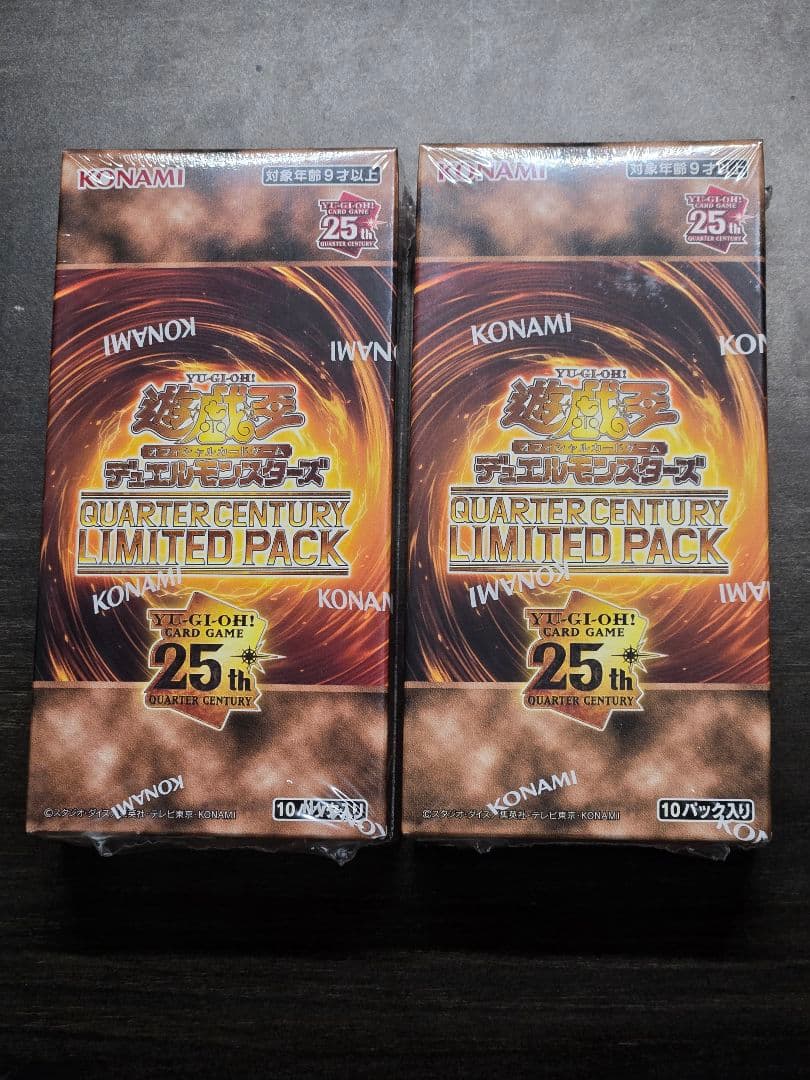 KONAMI
対象年齢9才以上
YU-GI-OH!
CARD GAME
25th
QUARTER CENTURY
KONAMI
KONAMI
YU-GI-OH!
遊戯王
オフィシャルカードゲーム
デュエルモンスターズ
QUARTER CENTURY
LIMITED PACK
KONAMI
KONAMI
YU-GI-OH!
CARD GAME
25th
QUARTER CENTURY
KONAMI
©スタジオ・ダイス/集英社・テレビ東京・KONAMI
10パック入り
KONAMI
KONAMI
対象年齢9才以上
YU-GI-OH!
CARD GAME
25th
QUARTER CENTURY
KONAMI
KON
YU-GI-OH!
遊戯王
オフィシャルカードゲーム
デュエルモンスターズ
QUARTER CENTURY
LIMITED PACK
KONAMI
KONAMI
YU-GI-OH!
CARD GAME
25th
QUARTER CENTURY
KONAMI
©スタジオ・ダイス/集英社・テレビ東京・KONAMI
10パック入り
KO